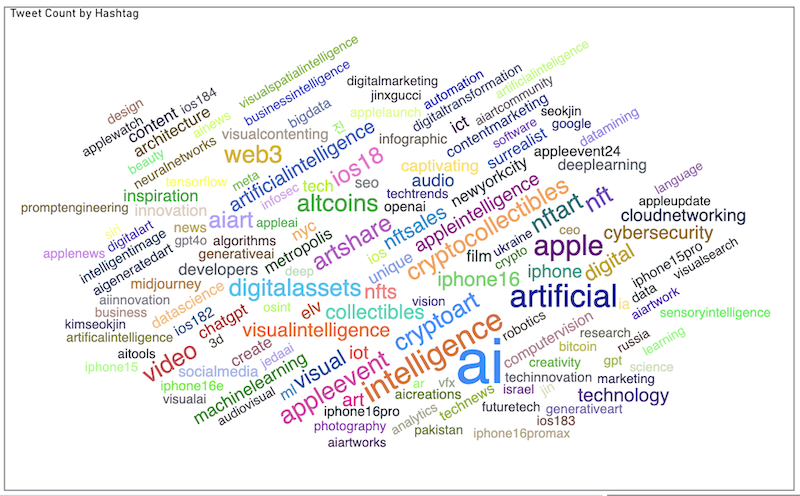 Tweet Count by Hashtag
visualspatialintelligence
artificialintelligence
digitalmarketing
businessintelligence
jinxgucci
automation
digitaltransformation
design
content
ios184
applewatch
architecture
ainews
bigdata
applelaunch
ict
aiartcommunity
contentmarketing
seokjin
google
software
datamining
beauty
visualcontenting
진
infographic
surrealist
appleevent24
neuralnetworks
web3
artificialintelligence
ios18
captivating
deeplearning
tensorflow
meta
infosec
tech
seo
audio
newyorkcity
language
inspiration
altcoins
openai
techtrends
appleintelligence
promptengineering
innovation
aiart
appleai
nftsales
cryptocollectibles
nftart
nft
appleupdate
cloudnetworking
siri
digitalart
news
nyc
artshare
ceo
cybersecurity
applenews
intelligentimage
gpt4o
algorithms
generativeai
metropolis
ios
unique
film
ukraine
crypto
apple
aigeneratedart
developers
deep
iphone16
iphone
digital
iphone15pro
visualsearch
midjourney
digitalassets
nfts
data
aiinnovation
datascience
osint
elv
collectibles
vision
cryptoart
artificial
ia
aiartwork
business
kimseokjin
ios182
chatgpt
visualintelligence
robotics
sensoryintelligence
artificalintelligence
3d
create
iot
intelligence
ai
computervision
research
russia
learning
aitools
video
jedaai
visual
appleevent
bitcoin
iphone15
socialmedia
creativity
gpt
science
iphone16e
machinelearning
ml
ar
vfx
techinnovation
marketing
visualai
audiovisual
art
aicreations
technews
israel
jin
technology
iphone16pro
analytics
futuretech
generativeart
photography
pakistan
ios183
aiartworks
iphone16promax